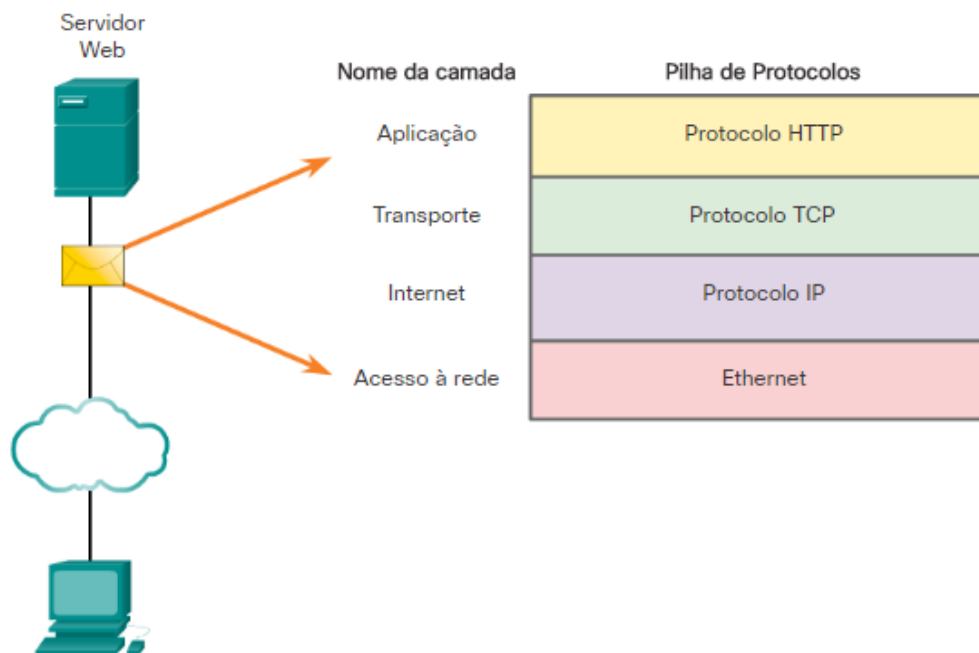 Servidor
Web
Nome da camada
Pilha de Protocolos
Aplicação
Protocolo HTTP
Transporte
Protocolo TCP
Internet
Protocolo IP
Acesso à rede
Ethernet